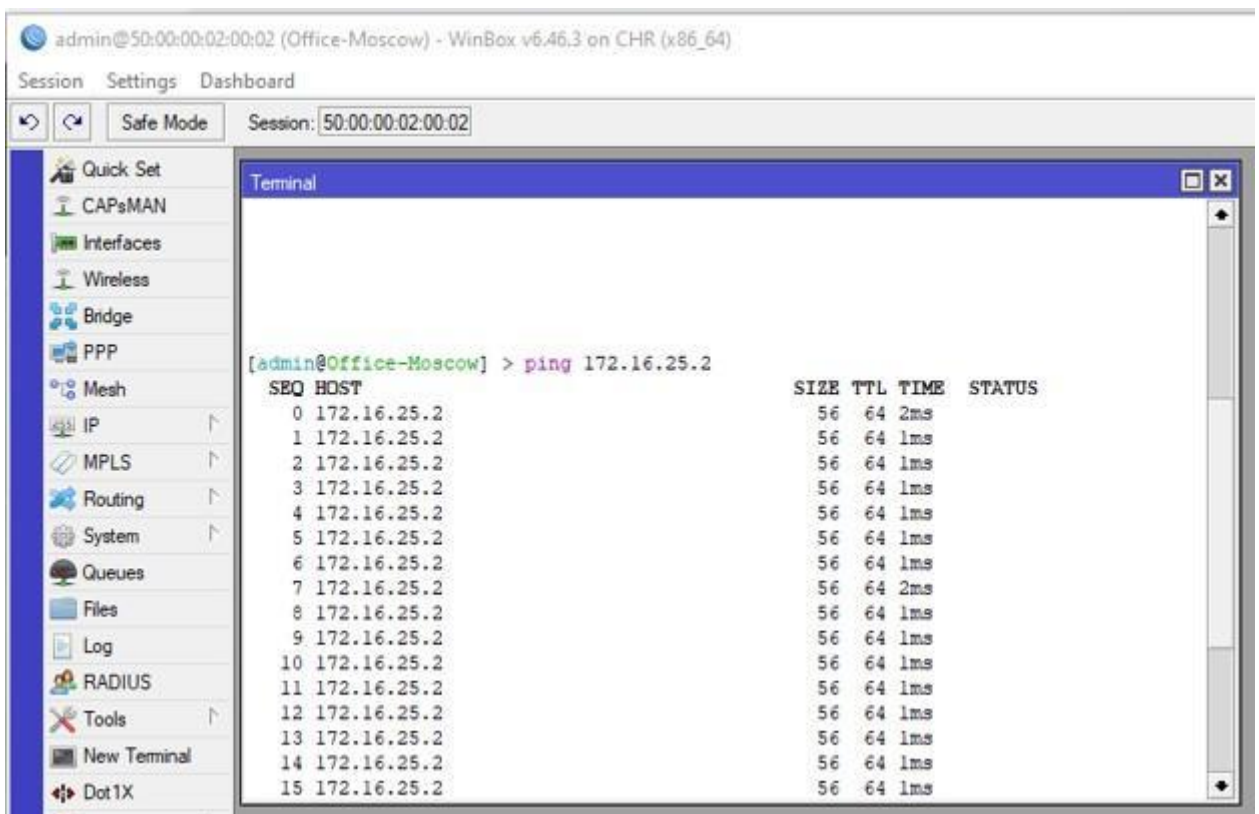 admin@50:00:00:02:00:02 (Office-Moscow) - WinBox v6.46.3 on CHR (x86_64)
Session Settings Dashboard
Safe Mode Session: 50:00:00:02:00:02
Quick Set
CAPsMAN
Interfaces
Wireless
Bridge
PPP
Mesh
IP
MPLS
Routing
System
Queues
Files
Log
RADIUS
Tools
New Terminal
Dot1X
Terminal
[admin@Office-Moscow] > ping 172.16.25.2
SEQ HOST SIZE TTL TIME STATUS
0 172.16.25.2 56 64 2ms
1 172.16.25.2 56 64 1ms
2 172.16.25.2 56 64 1ms
3 172.16.25.2 56 64 1ms
4 172.16.25.2 56 64 1ms
5 172.16.25.2 56 64 1ms
6 172.16.25.2 56 64 1ms
7 172.16.25.2 56 64 2ms
8 172.16.25.2 56 64 1ms
9 172.16.25.2 56 64 1ms
10 172.16.25.2 56 64 1ms
11 172.16.25.2 56 64 1ms
12 172.16.25.2 56 64 1ms
13 172.16.25.2 56 64 1ms
14 172.16.25.2 56 64 1ms
15 172.16.25.2 56 64 1ms